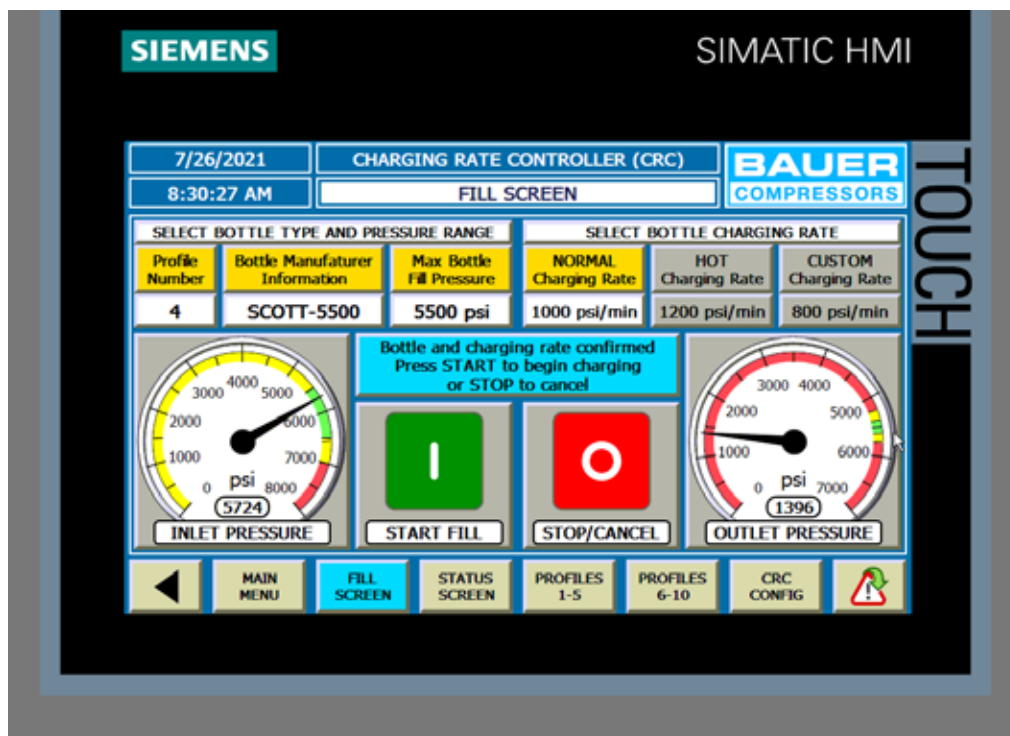 SIEMENS
SIMATIC HMI
TOUCH
7/26/2021
CHARGING RATE CONTROLLER (CRC)
BAUER
8:30:27 AM
FILL SCREEN
COMPRESSORS
SELECT BOTTLE TYPE AND PRESSURE RANGE
SELECT BOTTLE CHARGING RATE
Profile
Number
Bottle Manufaturer
Information
Max Bottle
Fill Pressure
NORMAL
Charging Rate
HOT
Charging Rate
CUSTOM
Charging Rate
4
SCOTT-5500
5500 psi
1000 psi/min
1200 psi/min
800 psi/min
Bottle and charging rate confirmed
Press START to begin charging
or STOP to cancel
0
1000
2000
3000
4000
5000
6000
7000
8000
psi
5724
INLET PRESSURE
START FILL
STOP/CANCEL
0
1000
2000
3000
4000
5000
6000
7000
psi
1396
OUTLET PRESSURE
MAIN
MENU
FILL
SCREEN
STATUS
SCREEN
PROFILES
1-5
PROFILES
6-10
CRC
CONFIG